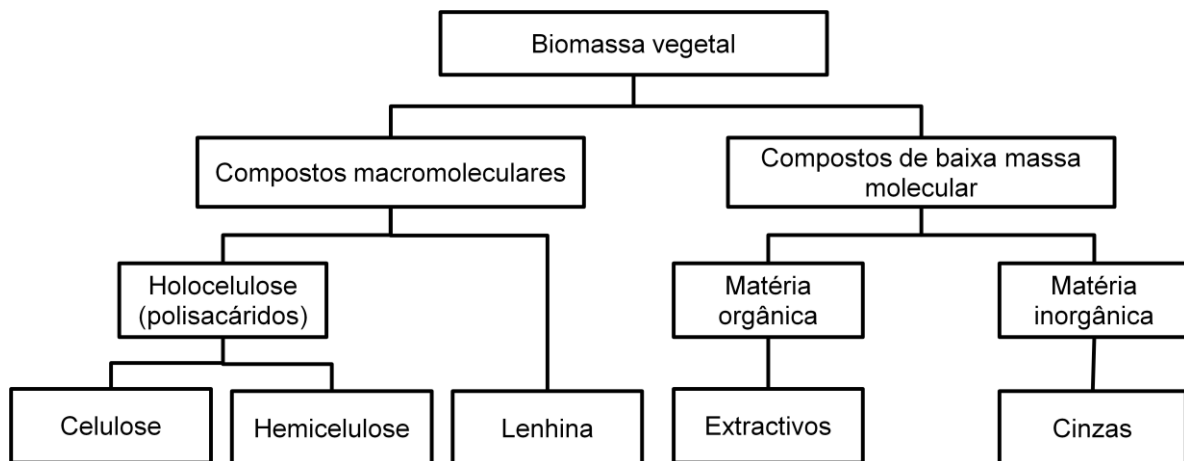 Biomassa vegetal
Compostos macromoleculares
Compostos de baixa massa
molecular
Holocelulose
(polisacáridos)
Matéria
orgânica
Matéria
inorgânica
Celulose
Hemicelulose
Lenhina
Extractivos
Cinzas